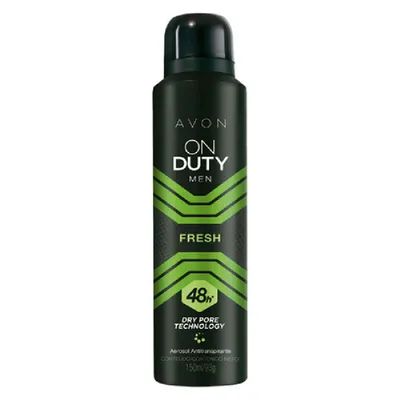 AVON
ON
DUTY
MEN
FRESH
48h*
DRY PORE
TECHNOLOGY
Aerosol Antitranspirante
150ml/93g